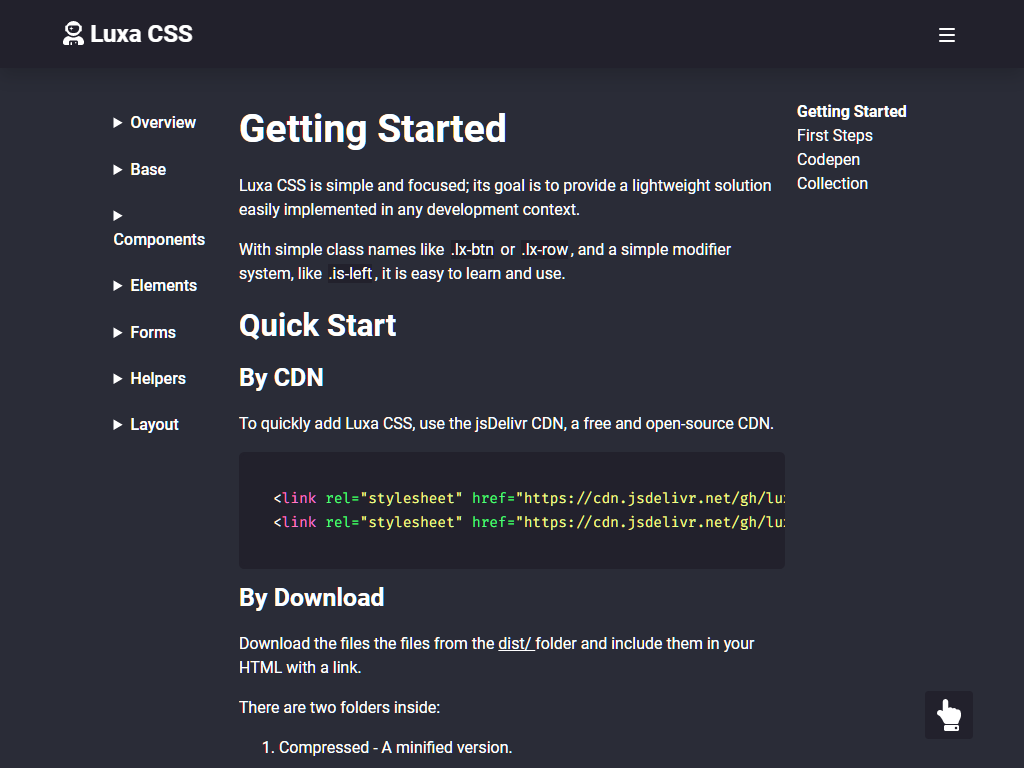 Luxa CSS
Overview
Base
Components
Elements
Forms
Helpers
Layout
Getting Started
Luxa CSS is simple and focused; its goal is to provide a lightweight solution
easily implemented in any development context.
With simple class names like .lx-btn or .lx-row, and a simple modifier
system, like .is-left, it is easy to learn and use.
Quick Start
By CDN
To quickly add Luxa CSS, use the jsDelivr CDN, a free and open-source CDN.
<link rel="stylesheet" href="https://cdn.jsdelivr.net/gh/lu
<link rel="stylesheet" href="https://cdn.jsdelivr.net/gh/lu
By Download
Download the files the files from the dist/ folder and include them in your
HTML with a link.
There are two folders inside:
1. Compressed - A minified version.
Getting Started
First Steps
Codepen
Collection